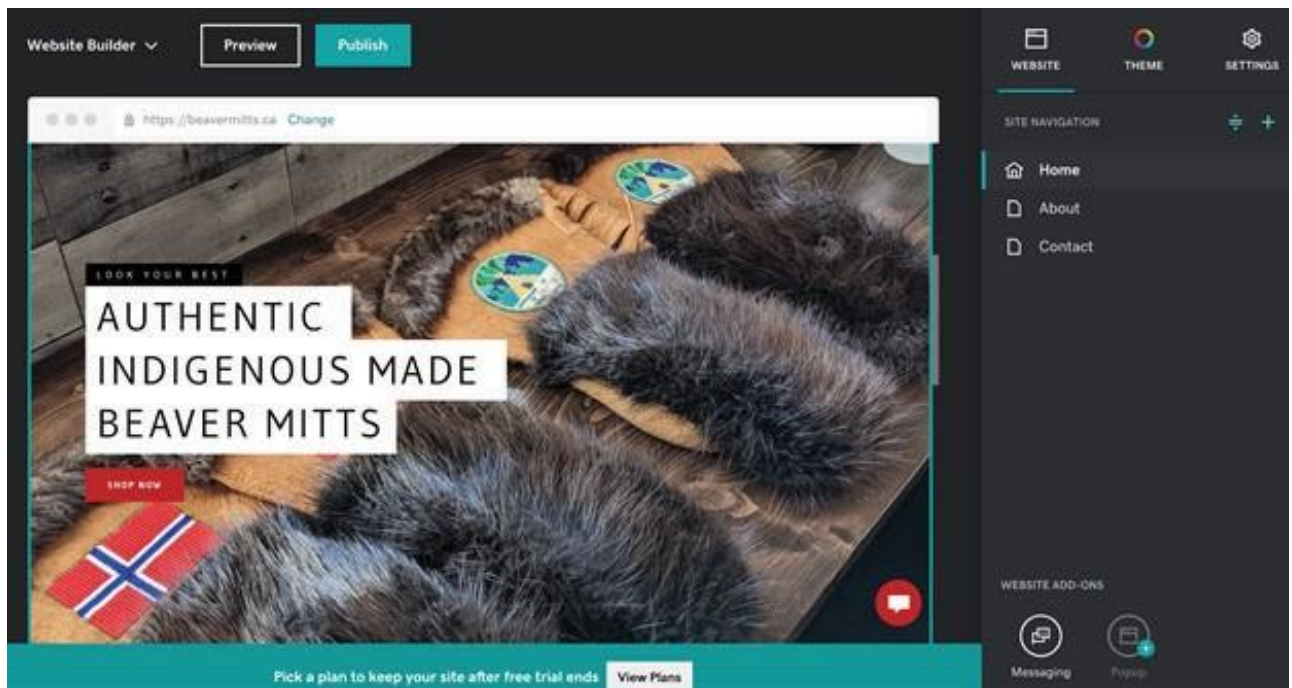 Website Builder
Preview
Publish
WEBSITE
THEME
SETTINGS
https://beavermitts.ca Change
SITE NAVIGATION
Home
About
Contact
LOOK YOUR BEST
AUTHENTIC
INDIGENOUS MADE
BEAVER MITTS
SHOP NOW
WEBSITE ADD-ONS
Messaging
Popup
Pick a plan to keep your site after free trial ends View Plans